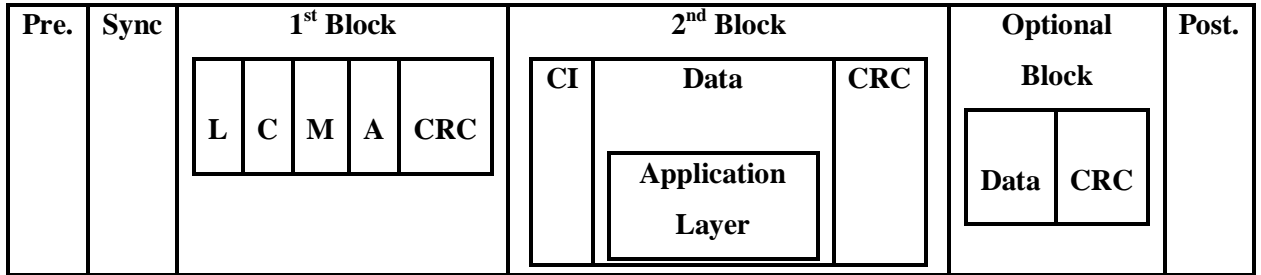 Pre.
Sync
1st Block
L C M A CRC
2nd Block
CI Data CRC
Application
Layer
Optional
Block
Data CRC
Post.